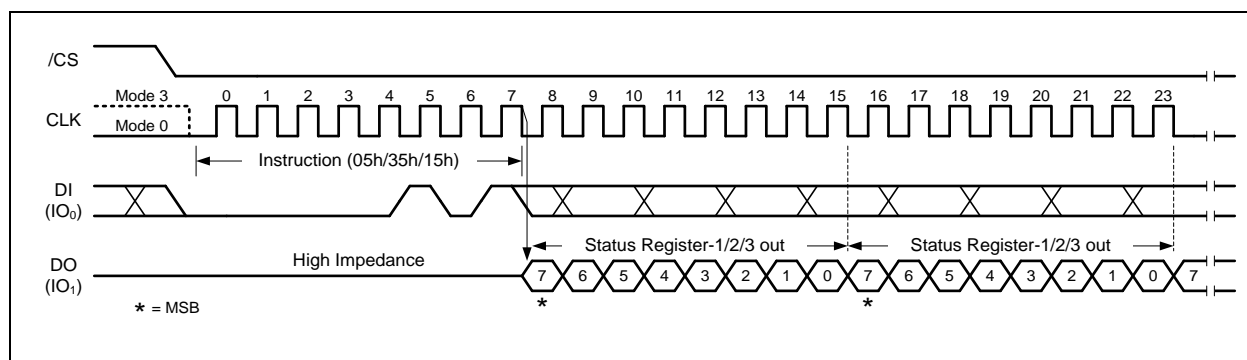 /CS
Mode 3
0 1 2 3 4 5 6 7 8 9 10 11 12 13 14 15 16 17 18 19 20 21 22 23
CLK
Mode 0
Instruction (05h/35h/15h)
DI
(IO₀)
Status Register-1/2/3 out Status Register-1/2/3 out
High Impedance
DO
(IO₁)
7 6 5 4 3 2 1 0 7 6 5 4 3 2 1 0 7
* *
* = MSB